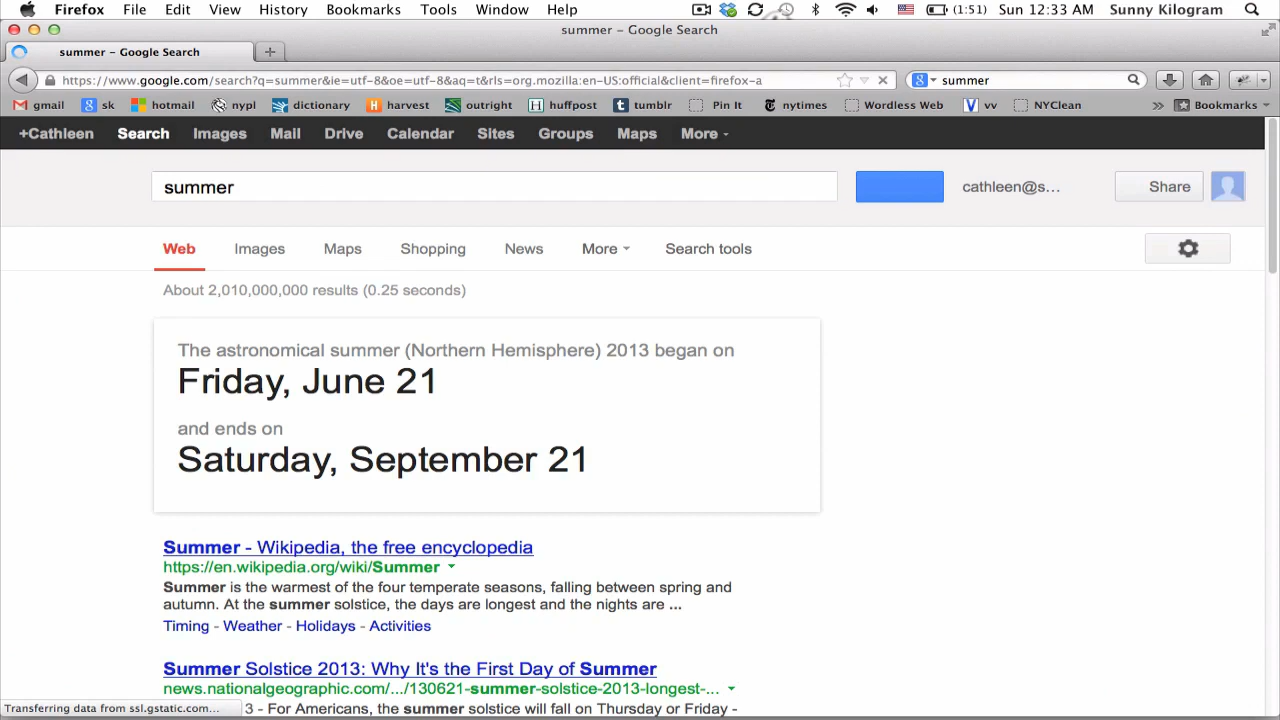 Firefox File Edit View History Bookmarks Tools Window Help (1:51) Sun 12:33 AM Sunny Kilogram
summer – Google Search
summer – Google Search
https://www.google.com/search?q=summer&ie=utf-8&oe=utf-8&aq=t&rls=org.mozilla:en-US:official&client=firefox-a summer
gmail sk hotmail nypl dictionary harvest outright huffpost tumblr Pin It nytimes Wordless Web vv NYClean » Bookmarks
+Cathleen Search Images Mail Drive Calendar Sites Groups Maps More
summer cathleen@s... Share
Web Images Maps Shopping News More Search tools
About 2,010,000,000 results (0.25 seconds)
The astronomical summer (Northern Hemisphere) 2013 began on
Friday, June 21
and ends on
Saturday, September 21
Summer - Wikipedia, the free encyclopedia
https://en.wikipedia.org/wiki/Summer
Summer is the warmest of the four temperate seasons, falling between spring and
autumn. At the summer solstice, the days are longest and the nights are ...
Timing - Weather - Holidays - Activities
Summer Solstice 2013: Why It's the First Day of Summer
news.nationalgeographic.com/.../130621-summer-solstice-2013-longest-...
Transferring data from ssl.gstatic.com... 3 - For Americans, the summer solstice will fall on Thursday or Friday -